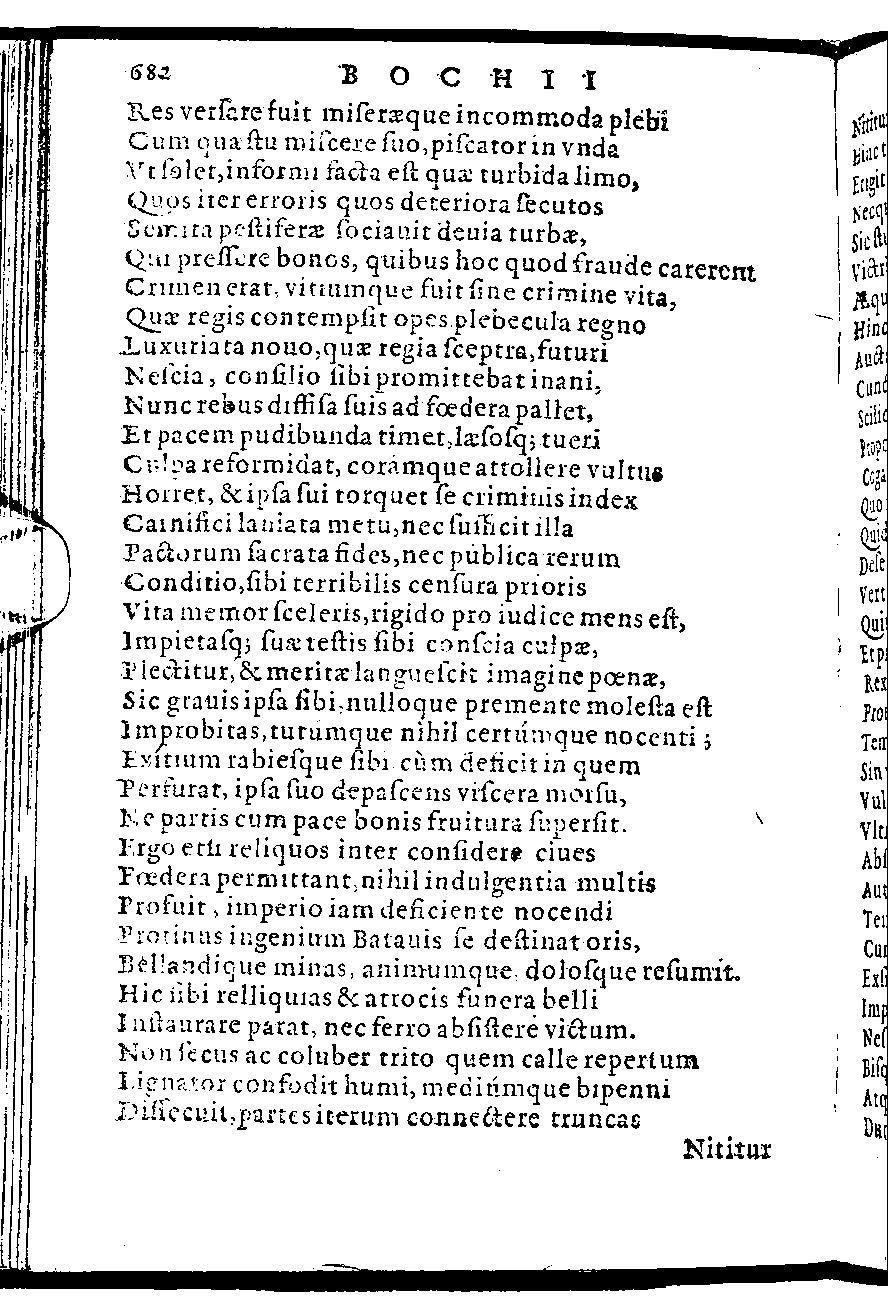 682 BOCHII
Res verſare fuit miſeræque incommoda plebi
Cum quæſtu miſcere ſuo, piſcator in vnda
Vt ſolet, informi facta eſt quæ turbida limo,
Quos iter erroris quos deteriora ſecutos
Semita peſtiferæ ſociauit deuia turbæ,
Qui preſſere bonos, quibus hoc quod fraude carerent
Crimen erat, vitiumque fuit ſine crimine vita,
Quæ regis contempſit opes plebecula regno
Luxuriata nouo, quæ regia ſceptra, futuri
Neſcia, conſilio ſibi promittebat inani,
Nunc rebus diffiſa ſuis ad fœdera pallet,
Et pacem pudibunda timet, læſoſq; tueri
Culpa reformidat, coràmque attollere vultus
Horret, & ipſa ſui torquet ſe criminis index
Carnifici laniata metu, nec ſufficit illa
Pactorum ſacrata fides, nec publica rerum
Conditio, ſibi terribilis cenſura prioris
Vita memor ſceleris, rigido pro iudice mens eſt,
Impietaſq; ſuæ teſtis ſibi conſcia culpæ,
Plectitur, & meritæ langueſcit imagine pœnæ,
Sic grauis ipſa ſibi, nulloque premente moleſta eſt
Improbitas, tutúmque nihil certúmque nocenti;
Exitium rabieſque ſibi cùm deficit in quem
Perfurat, ipſa ſuo depaſcens viſcera morſu,
Ne partis cum pace bonis fruitura ſuperſit.
Ergo etſi reliquos inter conſidere ciues
Fœdera permittant, nihil indulgentia multis
Profuit, imperio iam deficiente nocendi
Protinus ingenium Batauis ſe deſtinat oris,
Bellandique minas, animumque, doloſque reſumit.
Hic ſibi relliquias & atrocis funera belli
Inſtaurare parat, nec ferro abſiſtere victum.
Non ſecus ac coluber trito quem calle repertum
Lignator confodit humi, mediúmque bipenni
Diſſecuit, partes iterum connectere truncas
Nititur